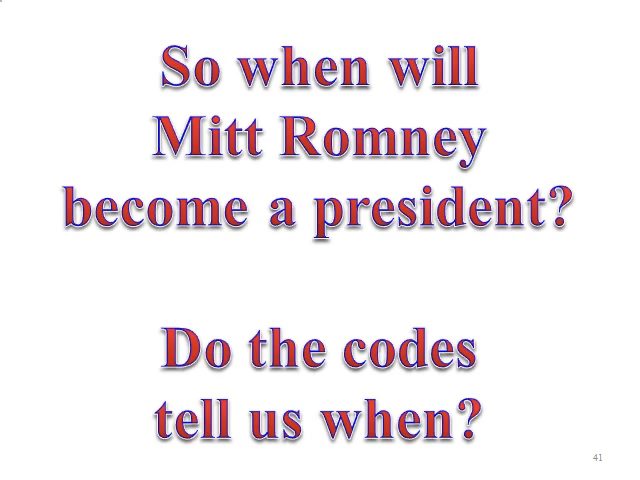 So when will
Mitt Romney
become a president?
Do the codes
tell us when?
41